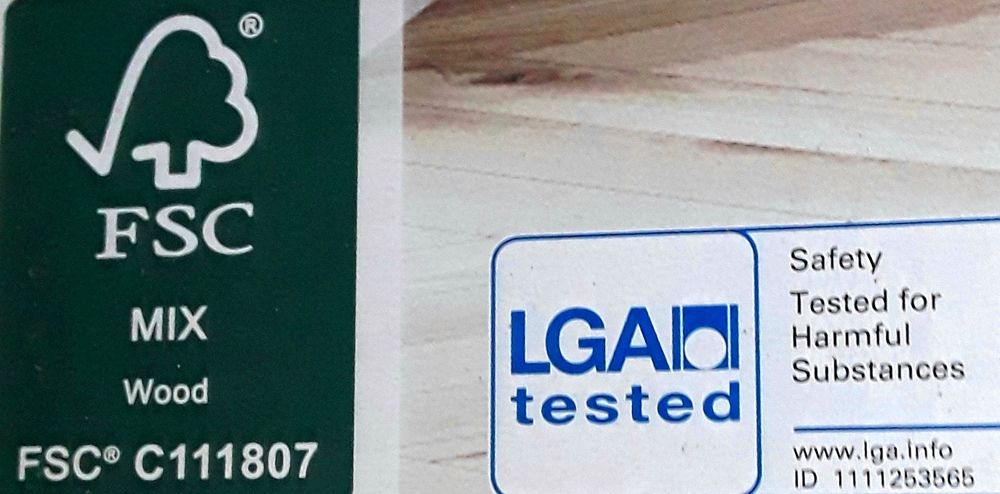 ®
FSC
MIX
Wood
FSC® C111807
LGA
tested
Safety
Tested for
Harmful
Substances
www.lga.info
ID 1111253565